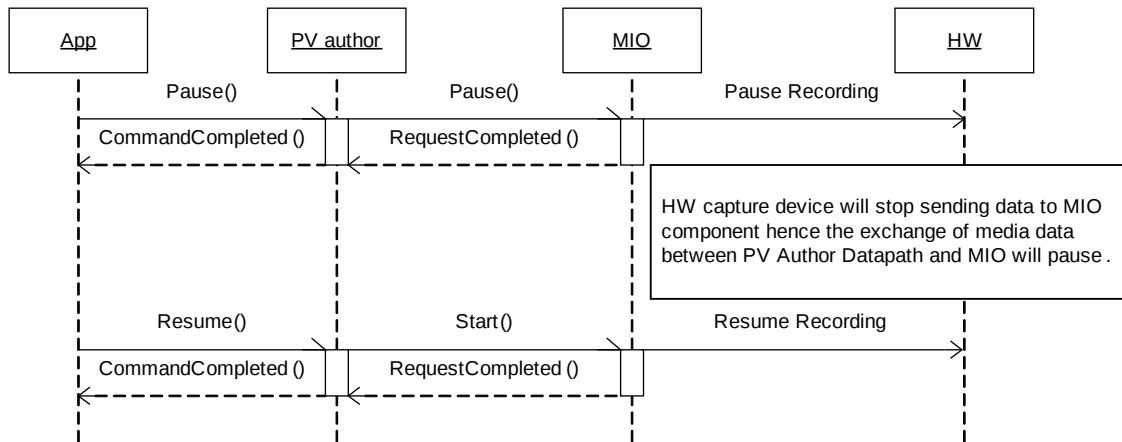 App
PV author
MIO
HW
Pause()
Pause()
Pause Recording
CommandCompleted ()
RequestCompleted ()
HW capture device will stop sending data to MIO
component hence the exchange of media data
between PV Author Datapath and MIO will pause .
Resume()
Start()
Resume Recording
CommandCompleted ()
RequestCompleted ()